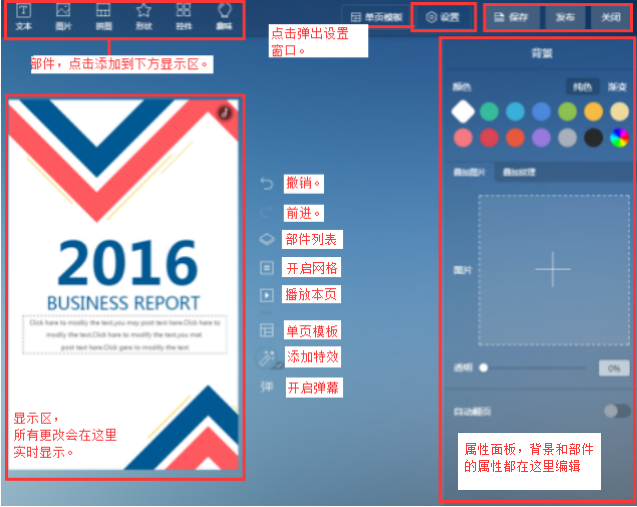 文本 图片 拼图 形状 控件 趣味
单页模板 设置 保存 发布 关闭
部件，点击添加到下方显示区。
点击弹出设置
窗口。
背景
颜色 纯色 渐变
叠加图片 叠加纹理
图片
透明 0%
自动翻页
属性面板，背景和部件
的属性都在这里编辑
撤销。
前进。
部件列表
开启网格
播放本页
单页模板
添加特效
弹 开启弹幕
2016
BUSINESS REPORT
Click here to modify the text,you may post text here.Click here to
modify the text.Click here to modify the text,you mat
post text here.Click gere to modify the text
显示区，
所有更改会在这里
实时显示。